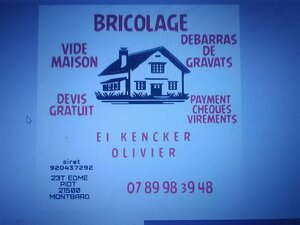 BRICOLAGE
VIDE
MAISON
DEBARRAS
DE
GRAVATS
DEVIS
GRATUIT
PAYMENT
CHEQUES
VIREMENTS
EI KENCKER
OLIVIER
siret
920437292
23T EDME
PIOT
21500
MONTBARD
07 89 98 39 48